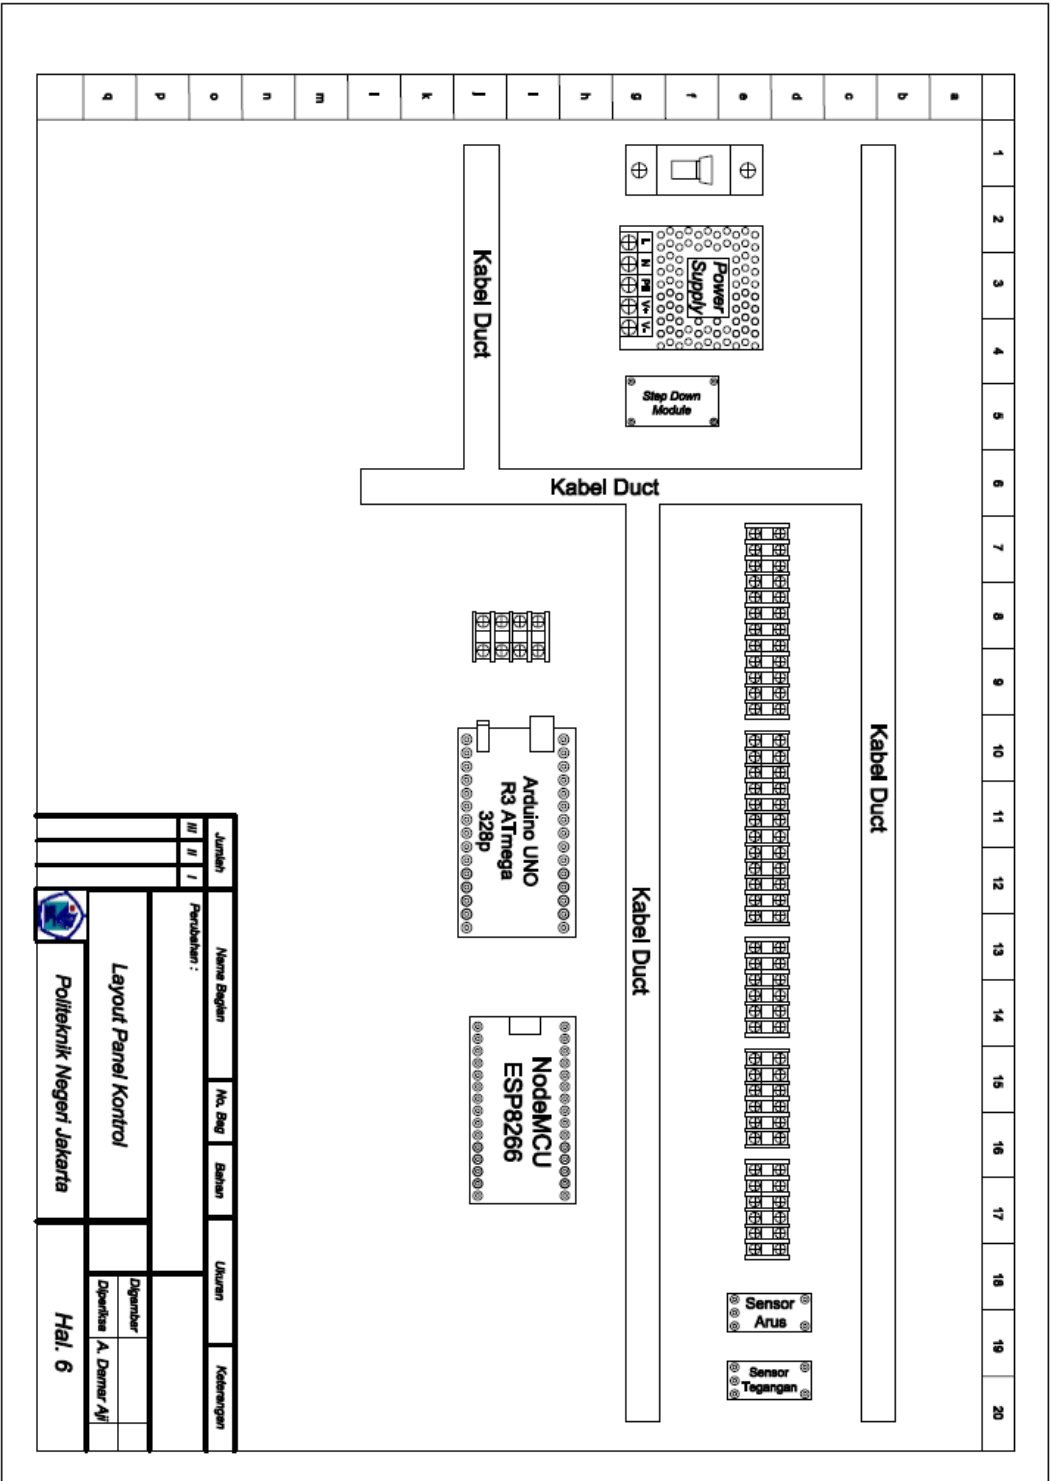 a
b
c
d
e
f
g
h
i
j
k
l
m
n
o
p
q
1
2
3
4
5
6
7
8
9
10
11
12
13
14
15
16
17
18
19
20
Kabel Duct
Power
Supply
L
N
PE
V+
V-
Step Down
Module
Kabel Duct
Kabel Duct
Kabel Duct
Sensor
Arus
Sensor
Tegangan
Arduino UNO
R3 ATmega
328p
NodeMCU
ESP8266
Jumlah
Nama Bagian
No. Bag
Bahan
Ukuran
Keterangan
III
II
I
Perubahan :
Layout Panel Kontrol
Digambar
Diperiksa
A. Damar Aji
Politeknik Negeri Jakarta
Hal. 6